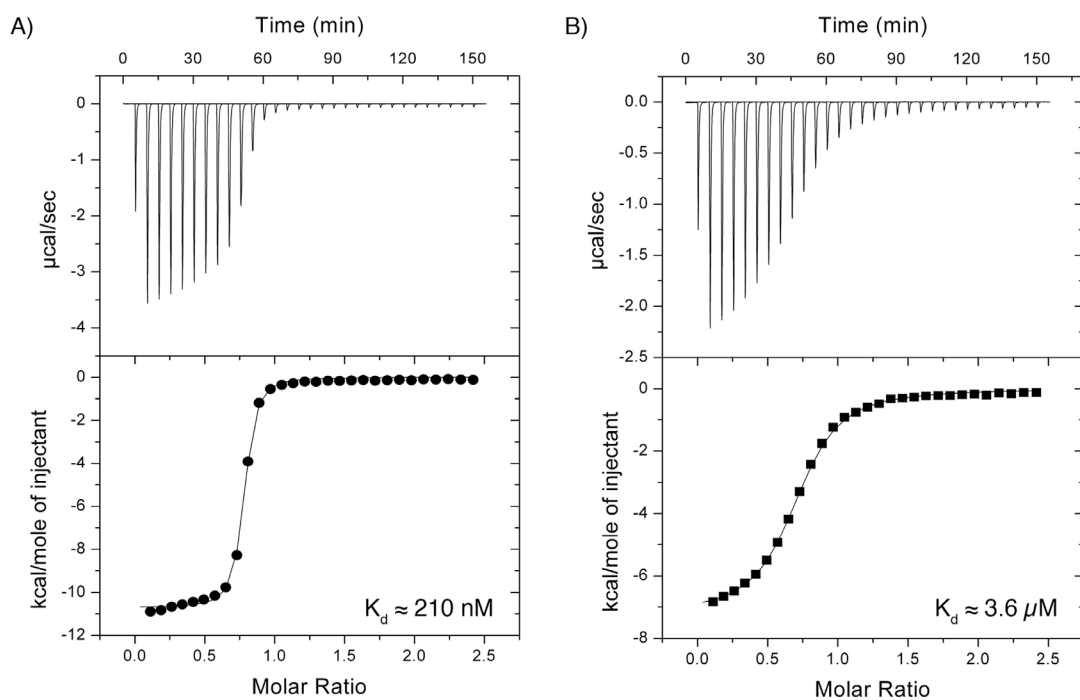 A)
Time (min)
0 30 60 90 120 150
0
-1
-2
-3
-4
µcal/sec
0
-2
-4
-6
-8
-10
-12
kcal/mole of injectant
Kd ≈ 210 nM
0.0 0.5 1.0 1.5 2.0 2.5
Molar Ratio
B)
Time (min)
0 30 60 90 120 150
0.0
-0.5
-1.0
-1.5
-2.0
-2.5
µcal/sec
0
-2
-4
-6
-8
kcal/mole of injectant
Kd ≈ 3.6 µM
0.0 0.5 1.0 1.5 2.0 2.5
Molar Ratio